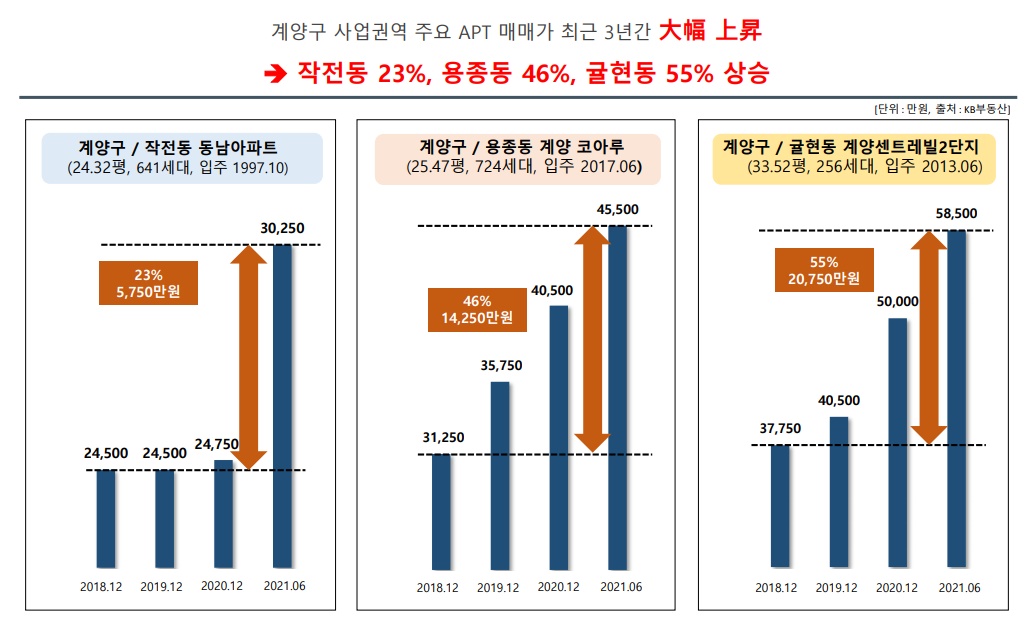 계양구 사업권역 주요 APT 매매가 최근 3년간 大幅 上昇
➔ 작전동 23%, 용종동 46%, 귤현동 55% 상승
[단위 : 만원, 출처 : KB부동산]
계양구 / 작전동 동남아파트
(24.32평, 641세대, 입주 1997.10)
30,250
23%
5,750만원
24,500
24,500
24,750
2018.12
2019.12
2020.12
2021.06
계양구 / 용종동 계양 코아루
(25.47평, 724세대, 입주 2017.06)
45,500
46%
14,250만원
40,500
35,750
31,250
2018.12
2019.12
2020.12
2021.06
계양구 / 귤현동 계양센트레빌2단지
(33.52평, 256세대, 입주 2013.06)
58,500
55%
20,750만원
50,000
40,500
37,750
2018.12
2019.12
2020.12
2021.06